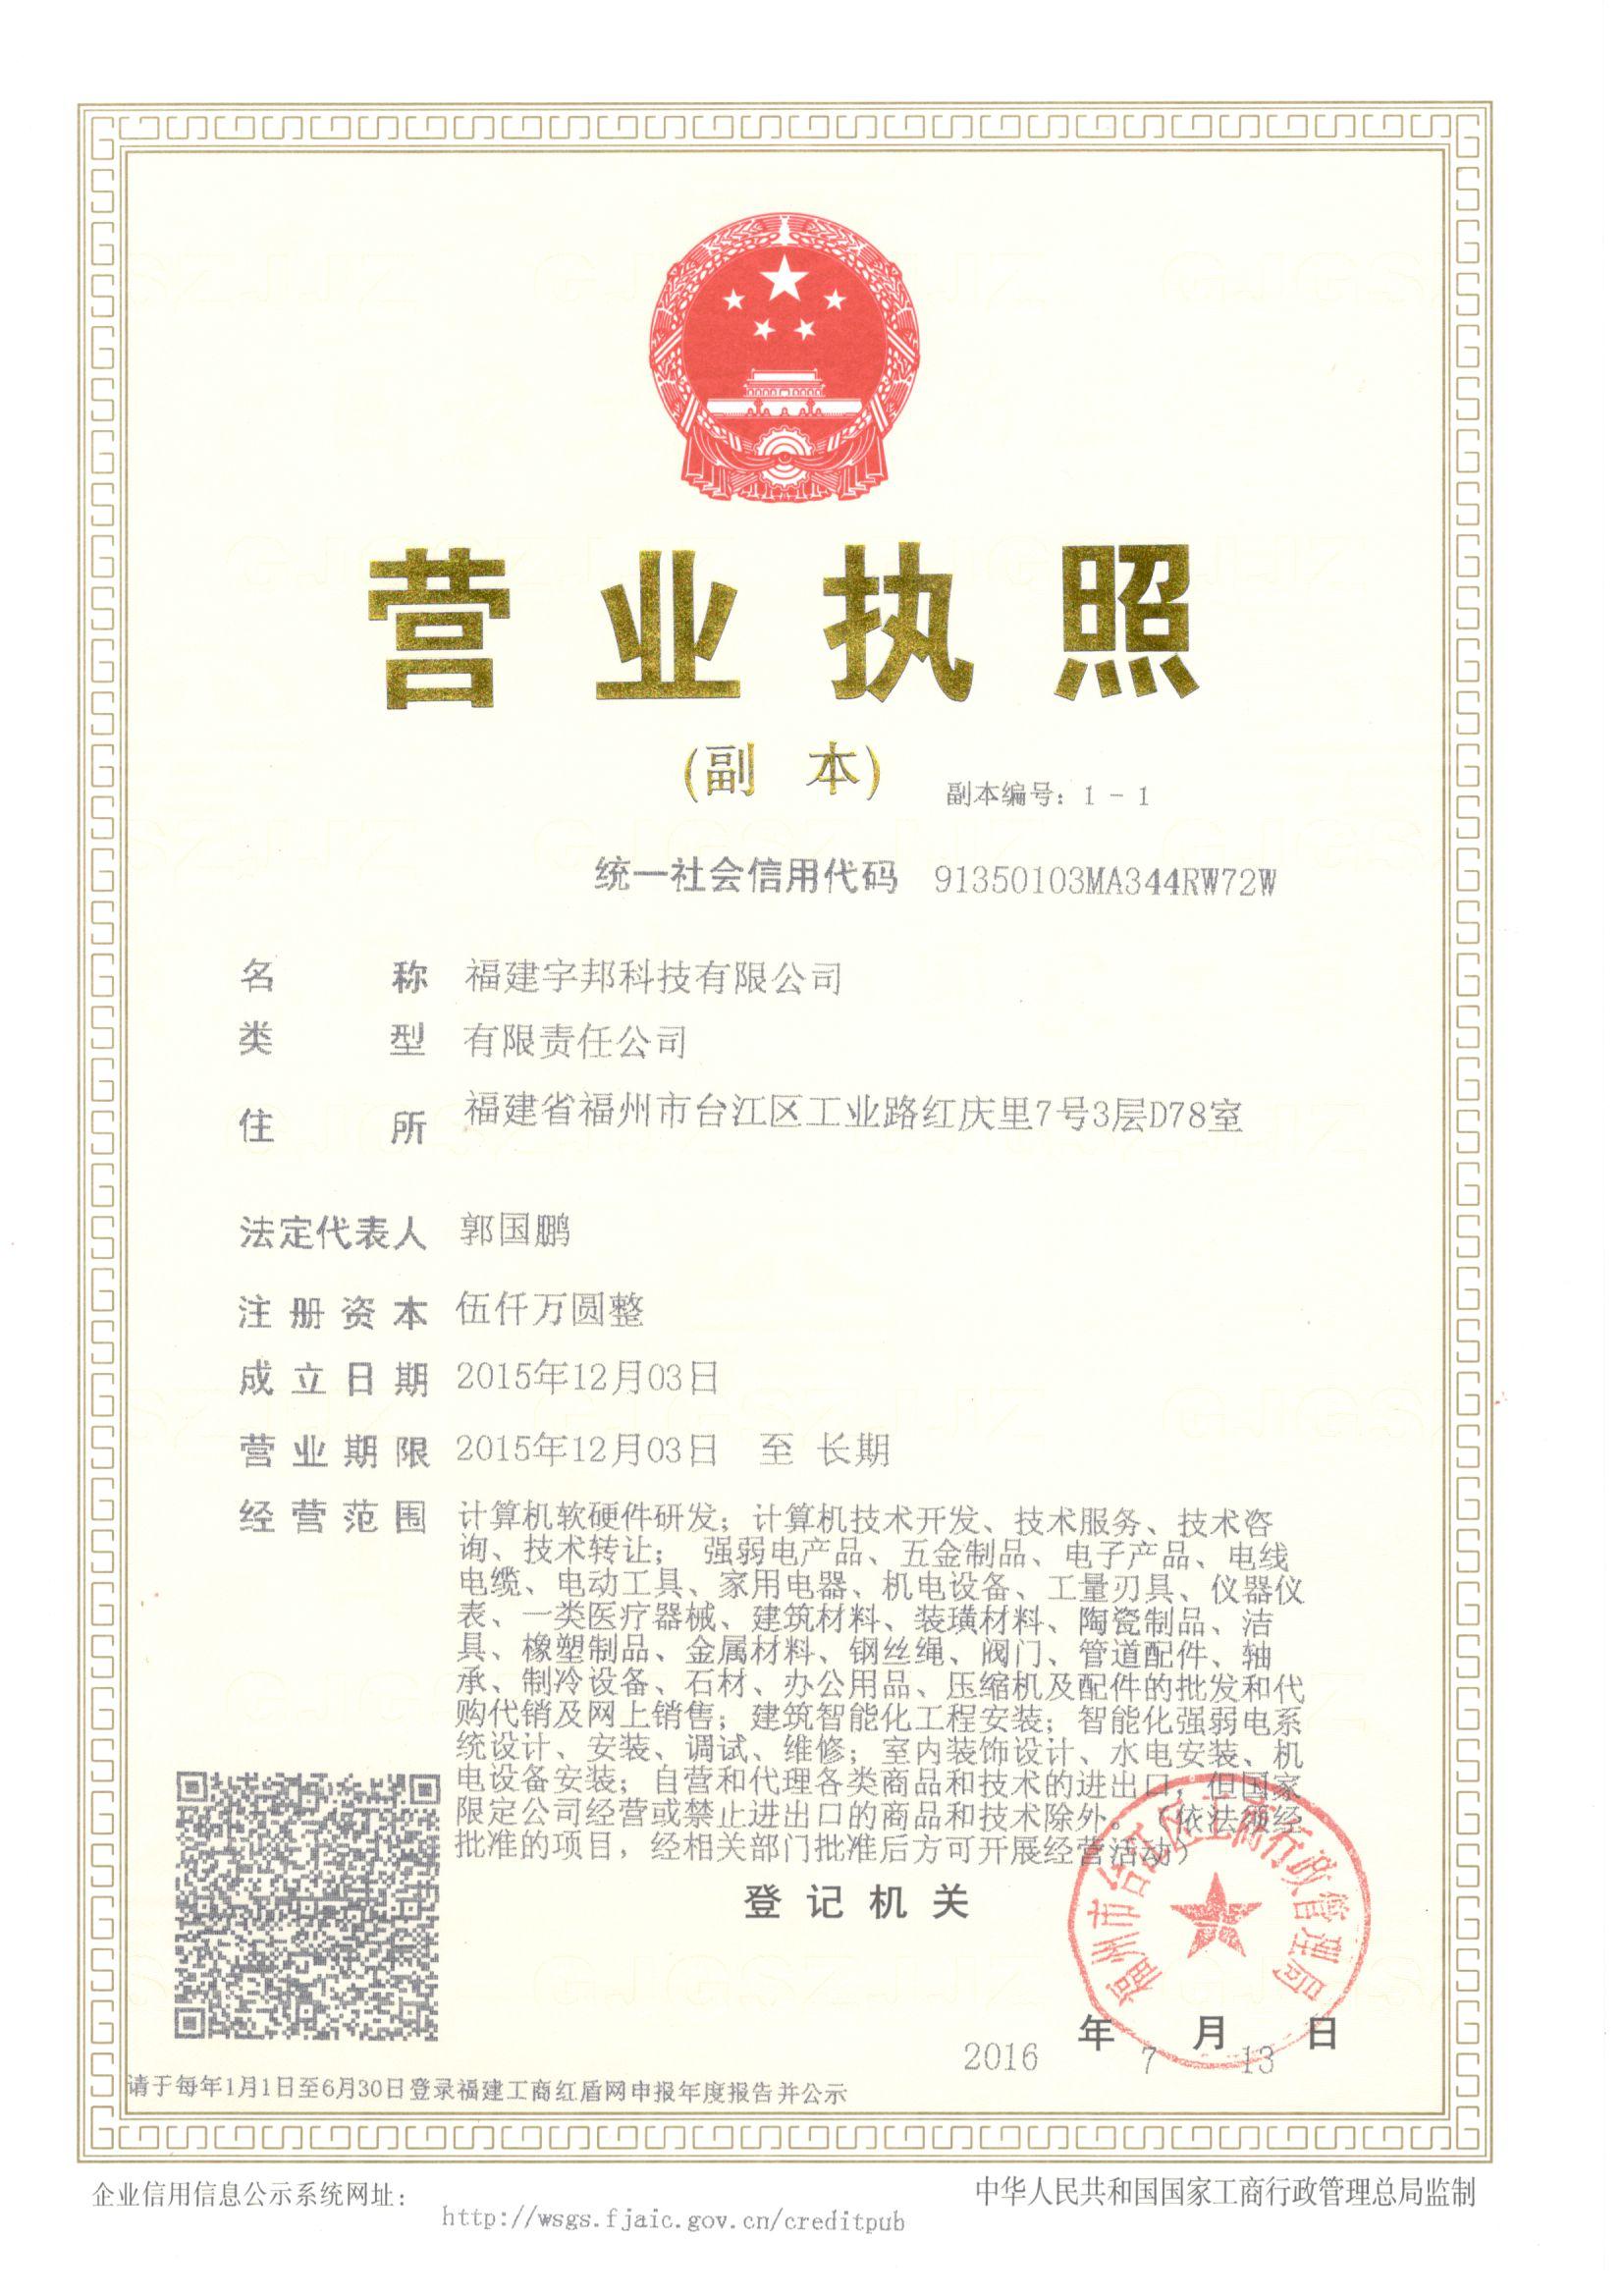 营业执照
(副 本)
副本编号：1－1
统一社会信用代码 91350103MA344RW72W
名 称 福建宇邦科技有限公司
类 型 有限责任公司
住 所 福建省福州市台江区工业路红庆里7号3层D78室
法定代表人 郭国鹏
注册资本 伍仟万圆整
成立日期 2015年12月03日
营业期限 2015年12月03日 至 长期
经营范围 计算机软硬件研发；计算机技术开发、技术服务、技术咨
询、技术转让； 强弱电产品、五金制品、电子产品、电线
电缆、电动工具、家用电器、机电设备、工量刃具、仪器仪
表、一类医疗器械、建筑材料、装璜材料、陶瓷制品、洁
具、橡塑制品、金属材料、钢丝绳、阀门、管道配件、轴
承、制冷设备、石材、办公用品、压缩机及配件的批发和代
购代销及网上销售；建筑智能化工程安装；智能化强弱电系
统设计、安装、调试、维修；室内装饰设计、水电安装、机
电设备安装；自营和代理各类商品和技术的进出口，但国家
限定公司经营或禁止进出口的商品和技术除外。（依法须经
批准的项目，经相关部门批准后方可开展经营活动）
登记机关
福州市台江区工商行政管理局
2016年7月13日
请于每年1月1日至6月30日登录福建工商红盾网申报年度报告并公示
企业信用信息公示系统网址：
http://wsgs.fjaic.gov.cn/creditpub
中华人民共和国国家工商行政管理总局监制